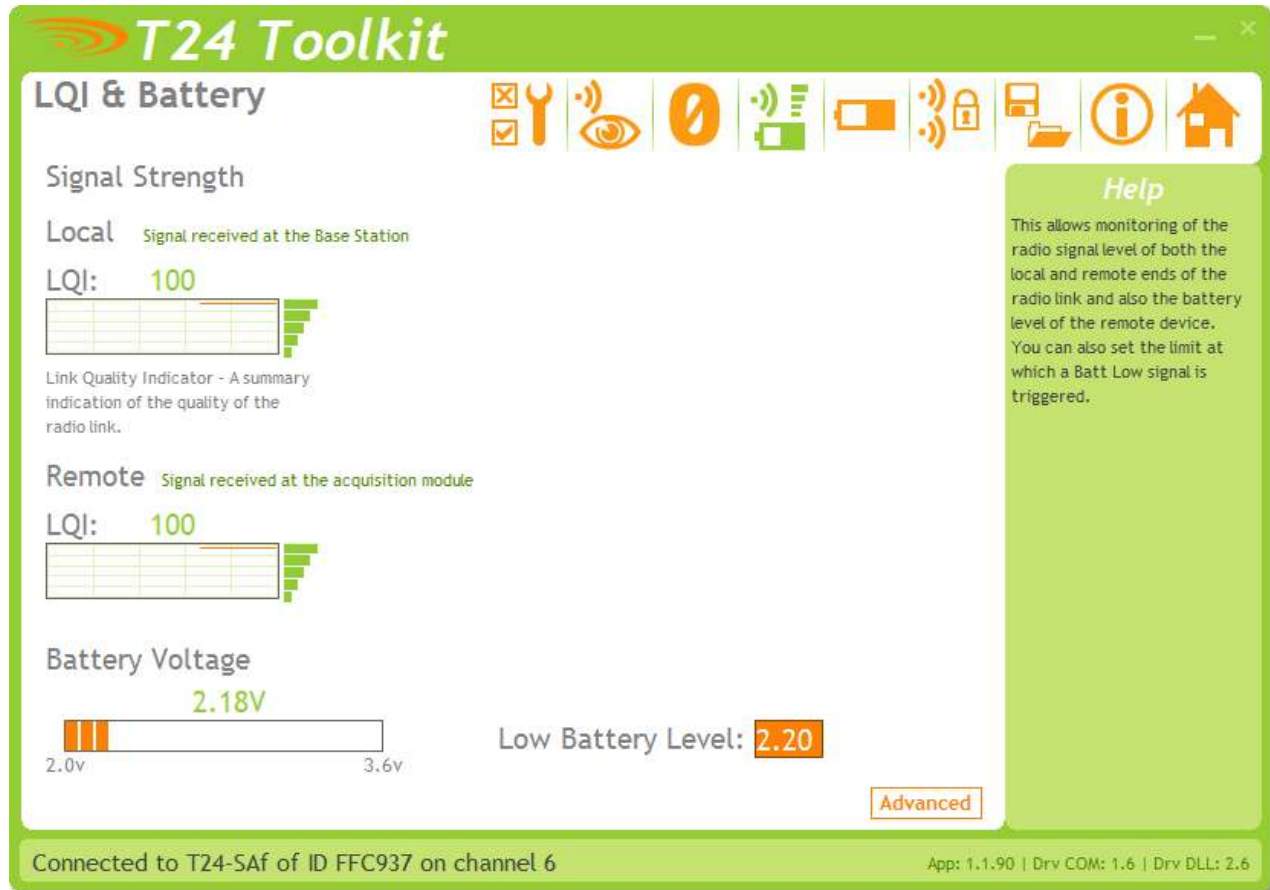 T24 Toolkit
LQI & Battery
Signal Strength
Local Signal received at the Base Station
LQI: 100
Link Quality Indicator - A summary
indication of the quality of the
radio link.
Remote Signal received at the acquisition module
LQI: 100
Battery Voltage
2.18V
2.0v 3.6v
Low Battery Level: 2.20
Advanced
Help
This allows monitoring of the
radio signal level of both the
local and remote ends of the
radio link and also the battery
level of the remote device.
You can also set the limit at
which a Batt Low signal is
triggered.
Connected to T24-SAf of ID FFC937 on channel 6
App: 1.1.90 | Drv COM: 1.6 | Drv DLL: 2.6